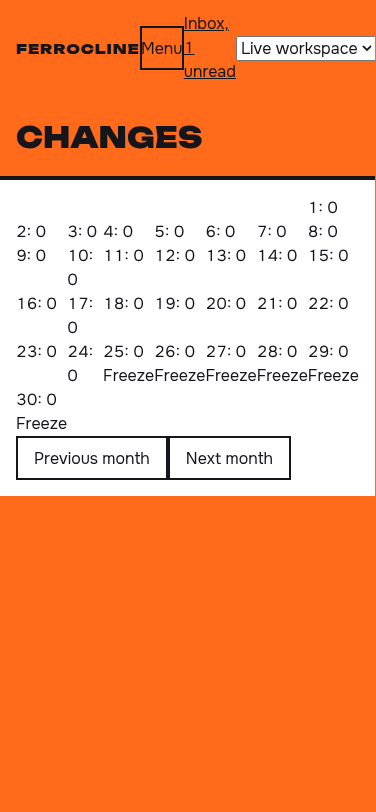 FERROCLINE
Menu
Inbox,
1
unread
Live workspace
CHANGES
1: 0
2: 0 3: 0 4: 0 5: 0 6: 0 7: 0 8: 0
9: 0 10: 0 11: 0 12: 0 13: 0 14: 0 15: 0
16: 0 17: 0 18: 0 19: 0 20: 0 21: 0 22: 0
23: 0 24: 0 25: 0 26: 0 27: 0 28: 0 29: 0
Freeze Freeze Freeze Freeze Freeze
30: 0
Freeze
Previous month Next month